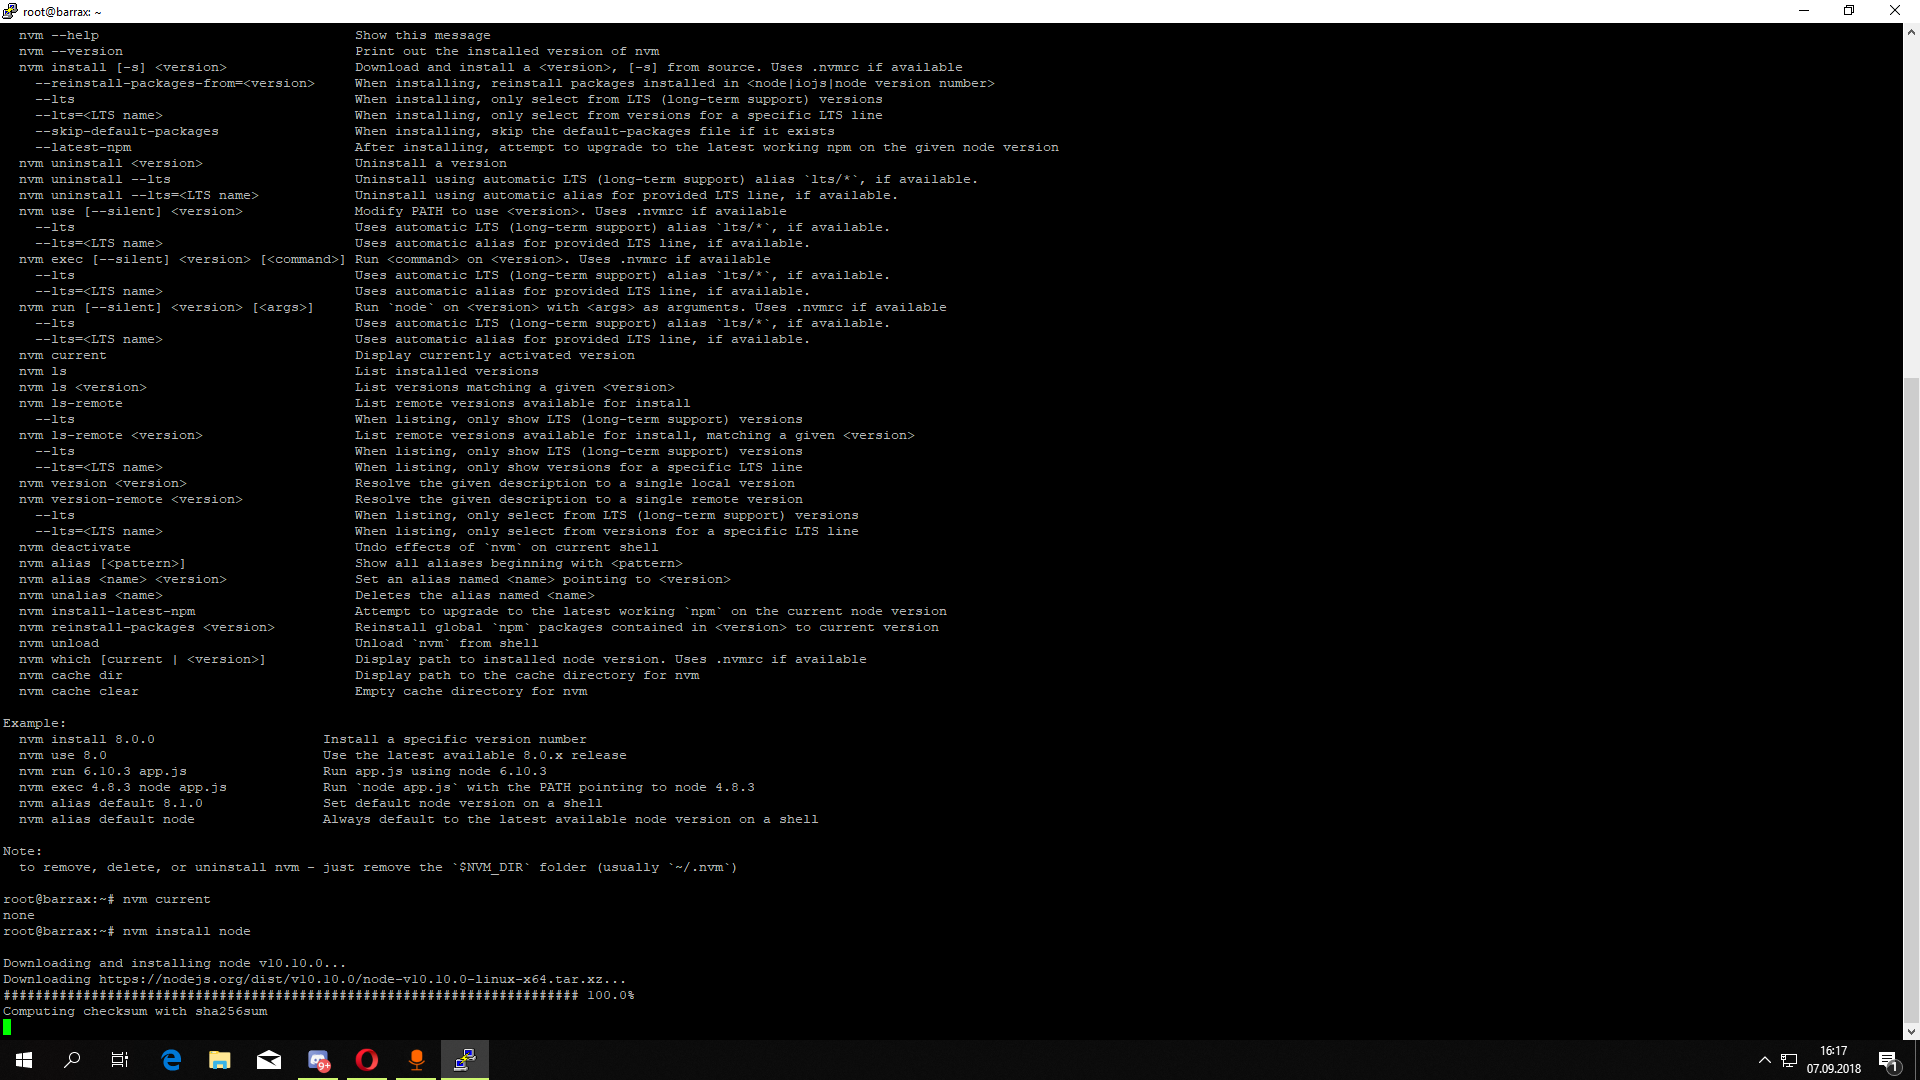 root@barrax: ~
nvm --help Show this message
nvm --version Print out the installed version of nvm
nvm install [-s] <version> Download and install a <version>, [-s] from source. Uses .nvmrc if available
--reinstall-packages-from=<version> When installing, reinstall packages installed in <node|iojs|node version number>
--lts When installing, only select from LTS (long-term support) versions
--lts=<LTS name> When installing, only select from versions for a specific LTS line
--skip-default-packages When installing, skip the default-packages file if it exists
--latest-npm After installing, attempt to upgrade to the latest working npm on the given node version
nvm uninstall <version> Uninstall a version
nvm uninstall --lts Uninstall using automatic LTS (long-term support) alias `lts/*`, if available.
nvm uninstall --lts=<LTS name> Uninstall using automatic alias for provided LTS line, if available.
nvm use [--silent] <version> Modify PATH to use <version>. Uses .nvmrc if available
--lts Uses automatic LTS (long-term support) alias `lts/*`, if available.
--lts=<LTS name> Uses automatic alias for provided LTS line, if available.
nvm exec [--silent] <version> [<command>] Run <command> on <version>. Uses .nvmrc if available
--lts Uses automatic LTS (long-term support) alias `lts/*`, if available.
--lts=<LTS name> Uses automatic alias for provided LTS line, if available.
nvm run [--silent] <version> [<args>] Run `node` on <version> with <args> as arguments. Uses .nvmrc if available
--lts Uses automatic LTS (long-term support) alias `lts/*`, if available.
--lts=<LTS name> Uses automatic alias for provided LTS line, if available.
nvm current Display currently activated version
nvm ls List installed versions
nvm ls <version> List versions matching a given <version>
nvm ls-remote List remote versions available for install
--lts When listing, only show LTS (long-term support) versions
nvm ls-remote <version> List remote versions available for install, matching a given <version>
--lts When listing, only show LTS (long-term support) versions
--lts=<LTS name> When listing, only show versions for a specific LTS line
nvm version <version> Resolve the given description to a single local version
nvm version-remote <version> Resolve the given description to a single remote version
--lts When listing, only select from LTS (long-term support) versions
--lts=<LTS name> When listing, only select from versions for a specific LTS line
nvm deactivate Undo effects of `nvm` on current shell
nvm alias [<pattern>] Show all aliases beginning with <pattern>
nvm alias <name> <version> Set an alias named <name> pointing to <version>
nvm unalias <name> Deletes the alias named <name>
nvm install-latest-npm Attempt to upgrade to the latest working `npm` on the current node version
nvm reinstall-packages <version> Reinstall global `npm` packages contained in <version> to current version
nvm unload Unload `nvm` from shell
nvm which [current | <version>] Display path to installed node version. Uses .nvmrc if available
nvm cache dir Display path to the cache directory for nvm
nvm cache clear Empty cache directory for nvm
Example:
nvm install 8.0.0 Install a specific version number
nvm use 8.0 Use the latest available 8.0.x release
nvm run 6.10.3 app.js Run app.js using node 6.10.3
nvm exec 4.8.3 node app.js Run `node app.js` with the PATH pointing to node 4.8.3
nvm alias default 8.1.0 Set default node version on a shell
nvm alias default node Always default to the latest available node version on a shell
Note:
to remove, delete, or uninstall nvm - just remove the `$NVM_DIR` folder (usually `~/.nvm`)
root@barrax:~# nvm current
none
root@barrax:~# nvm install node
Downloading and installing node v10.10.0...
Downloading https://nodejs.org/dist/v10.10.0/node-v10.10.0-linux-x64.tar.xz...
######################################################################## 100.0%
Computing checksum with sha256sum
9+
16:17
07.09.2018
1